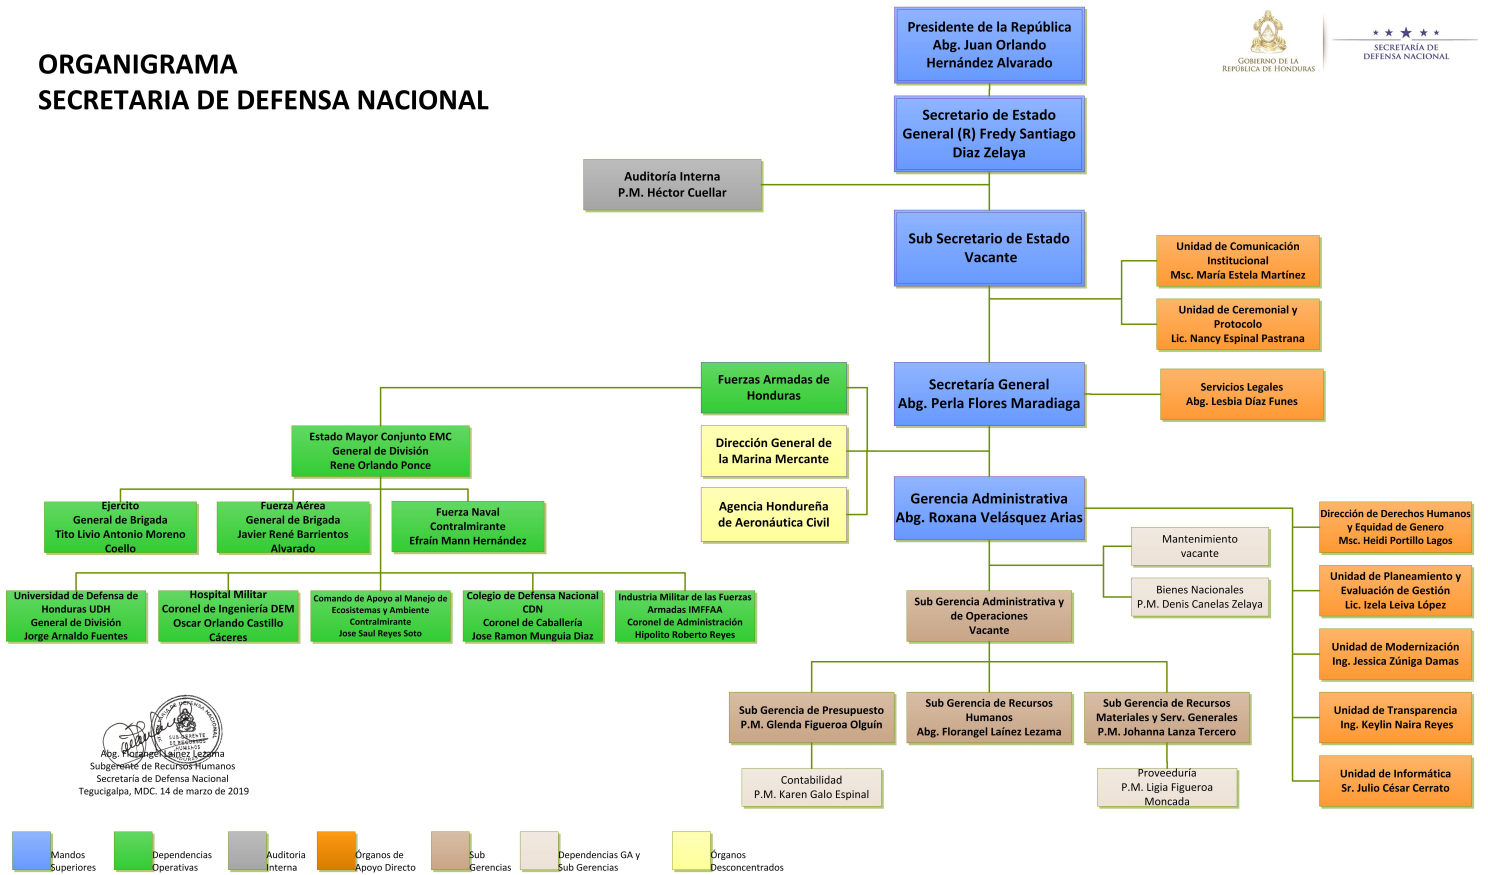 ORGANIGRAMA
SECRETARIA DE DEFENSA NACIONAL
Presidente de la República
Abg. Juan Orlando
Hernández Alvarado
GOBIERNO DE LA
REPÚBLICA DE HONDURAS
SECRETARÍA DE
DEFENSA NACIONAL
Secretario de Estado
General (R) Fredy Santiago
Diaz Zelaya
Auditoría Interna
P.M. Héctor Cuellar
Sub Secretario de Estado
Vacante
Unidad de Comunicación
Institucional
Msc. María Estela Martínez
Unidad de Ceremonial y
Protocolo
Lic. Nancy Espinal Pastrana
Fuerzas Armadas de
Honduras
Secretaría General
Abg. Perla Flores Maradiaga
Servicios Legales
Abg. Lesbia Díaz Funes
Dirección General de
la Marina Mercante
Estado Mayor Conjunto EMC
General de División
Rene Orlando Ponce
Agencia Hondureña
de Aeronáutica Civil
Gerencia Administrativa
Abg. Roxana Velásquez Arias
Ejercito
General de Brigada
Tito Livio Antonio Moreno
Coello
Fuerza Aérea
General de Brigada
Javier René Barrientos
Alvarado
Fuerza Naval
Contralmirante
Efraín Mann Hernández
Dirección de Derechos Humanos
y Equidad de Genero
Msc. Heidi Portillo Lagos
Mantenimiento
vacante
Bienes Nacionales
P.M. Denis Canelas Zelaya
Unidad de Planeamiento y
Evaluación de Gestión
Lic. Izela Leiva López
Universidad de Defensa de
Honduras UDH
General de División
Jorge Arnaldo Fuentes
Hospital Militar
Coronel de Ingeniería DEM
Oscar Orlando Castillo
Cáceres
Comando de Apoyo al Manejo de
Ecosistemas y Ambiente
Contralmirante
Jose Saul Reyes Soto
Colegio de Defensa Nacional
CDN
Coronel de Caballería
Jose Ramon Munguia Diaz
Industria Militar de las Fuerzas
Armadas IMFFAA
Coronel de Administración
Hipolito Roberto Reyes
Sub Gerencia Administrativa y
de Operaciones
Vacante
Unidad de Modernización
Ing. Jessica Zúniga Damas
Sub Gerencia de Presupuesto
P.M. Glenda Figueroa Olguín
Sub Gerencia de Recursos
Humanos
Abg. Florangel Laínez Lezama
Sub Gerencia de Recursos
Materiales y Serv. Generales
P.M. Johanna Lanza Tercero
Unidad de Transparencia
Ing. Keylin Naira Reyes
Contabilidad
P.M. Karen Galo Espinal
Proveeduría
P.M. Ligia Figueroa
Moncada
Unidad de Informática
Sr. Julio César Cerrato
SUB-GERENTE
DE RECURSOS
HUMANOS
Abg. Florangel Laínez Lezama
Subgerente de Recursos Humanos
Secretaría de Defensa Nacional
Tegucigalpa, MDC. 14 de marzo de 2019
Mandos
Superiores
Dependencias
Operativas
Auditoria
Interna
Órganos de
Apoyo Directo
Sub
Gerencias
Dependencias GA y
Sub Gerencias
Órganos
Desconcentrados